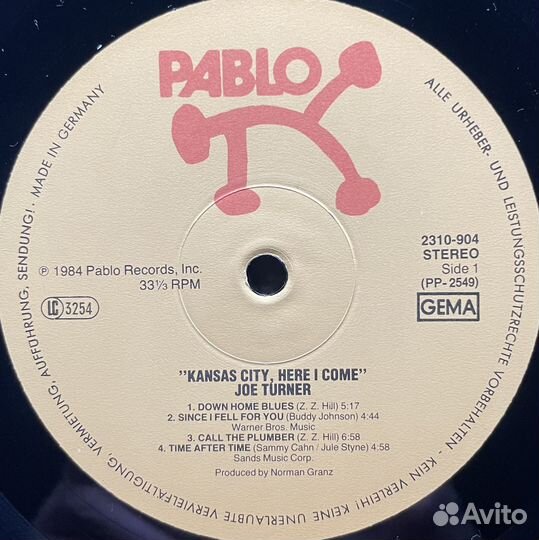 PABLO
MADE IN GERMANY
ALLE URHEBER- UND LEISTUNGSSCHUTZRECHTE VORBEHALTEN - KEIN VERLEIH! KEINE UNERLAUBTE VERVIELFÄLTIGUNG, VERMIETUNG, AUFFÜHRUNG, SENDUNG!
℗ 1984 Pablo Records, Inc.
33⅓ RPM
LC 3254
2310-904
STEREO
Side 1
(PP-2549)
GEMA
"KANSAS CITY, HERE I COME"
JOE TURNER
1. DOWN HOME BLUES (Z. Z. Hill) 5:17
2. SINCE I FELL FOR YOU (Buddy Johnson) 4:44
Warner Bros. Music
3. CALL THE PLUMBER (Z. Z. Hill) 6:58
4. TIME AFTER TIME (Sammy Cahn / Jule Styne) 4:58
Sands Music Corp.
Produced by Norman Granz
Avito